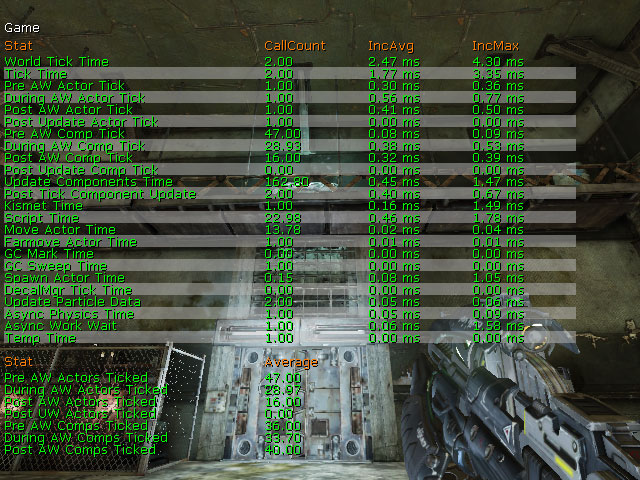 Game
Stat CallCount IncAvg IncMax
World Tick Time 2.00 2.47 ms 4.30 ms
Tick Time 2.00 1.77 ms 3.35 ms
Pre AW Actor Tick 1.00 0.30 ms 0.36 ms
During AW Actor Tick 1.00 0.56 ms 0.77 ms
Post AW Actor Tick 1.00 0.41 ms 0.50 ms
Post Update Actor Tick 1.00 0.00 ms 0.00 ms
Pre AW Comp Tick 47.00 0.08 ms 0.09 ms
During AW Comp Tick 28.93 0.38 ms 0.53 ms
Post AW Comp Tick 16.00 0.32 ms 0.39 ms
Post Update Comp Tick 0.00 0.00 ms 0.00 ms
Update Components Time 0.45 ms 1.47 ms
Post Tick Component Update 2.00 0.40 ms 0.67 ms
Kismet Time 1.00 0.16 ms 1.49 ms
Script Time 22.98 0.46 ms 1.78 ms
Move Actor Time 13.78 0.02 ms 0.04 ms
Farmove Actor Time 1.00 0.01 ms 0.01 ms
GC Mark Time 0.00 0.00 ms 0.00 ms
GC Sweep Time 1.00 0.00 ms 0.00 ms
Spawn Actor Time 0.15 0.08 ms 1.05 ms
DecalMgr Tick Time 0.00 0.00 ms 0.00 ms
Update Particle Data 2.00 0.05 ms 0.06 ms
Async Physics Time 1.00 0.05 ms 0.09 ms
Async Work Wait 1.00 0.06 ms 1.58 ms
Temp Time 1.00 0.00 ms 0.00 ms
Stat Average
Pre AW Actors Ticked 47.00
During AW Actors Ticked 28.97
Post AW Actors Ticked 16.00
Post UW Actors Ticked 0.00
Pre AW Comps Ticked 36.00
During AW Comps Ticked 33.70
Post AW Comps Ticked 40.00